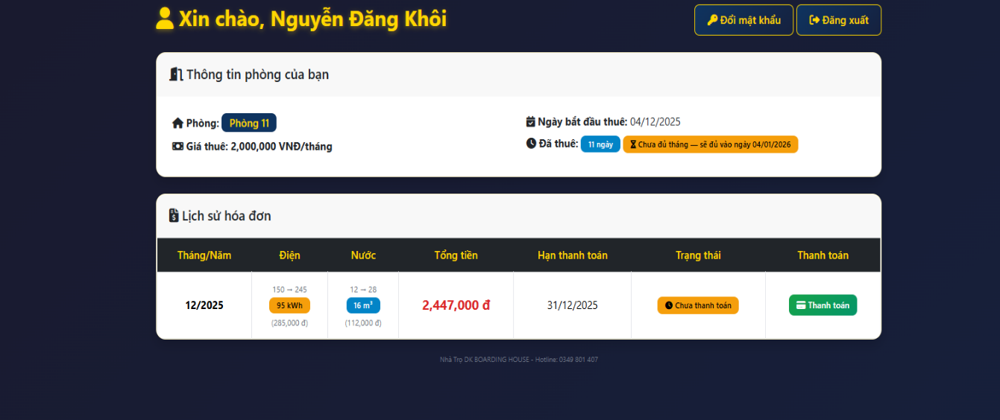 Xin chào, Nguyễn Đăng Khôi
Đổi mật khẩu
Đăng xuất
Thông tin phòng của bạn
Phòng: Phòng 11
Giá thuê: 2,000,000 VNĐ/tháng
Ngày bắt đầu thuê: 04/12/2025
Đã thuê: 11 ngày Chưa đủ tháng — sẽ đủ vào ngày 04/01/2026
Lịch sử hóa đơn
Tháng/Năm Điện Nước Tổng tiền Hạn thanh toán Trạng thái Thanh toán
150 → 245 12 → 28
12/2025 95 kWh 16 m³ 2,447,000 đ 31/12/2025 Chưa thanh toán Thanh toán
(285,000 đ) (112,000 đ)
Nhà Trọ DK BOARDING HOUSE - Hotline: 0349 801 407